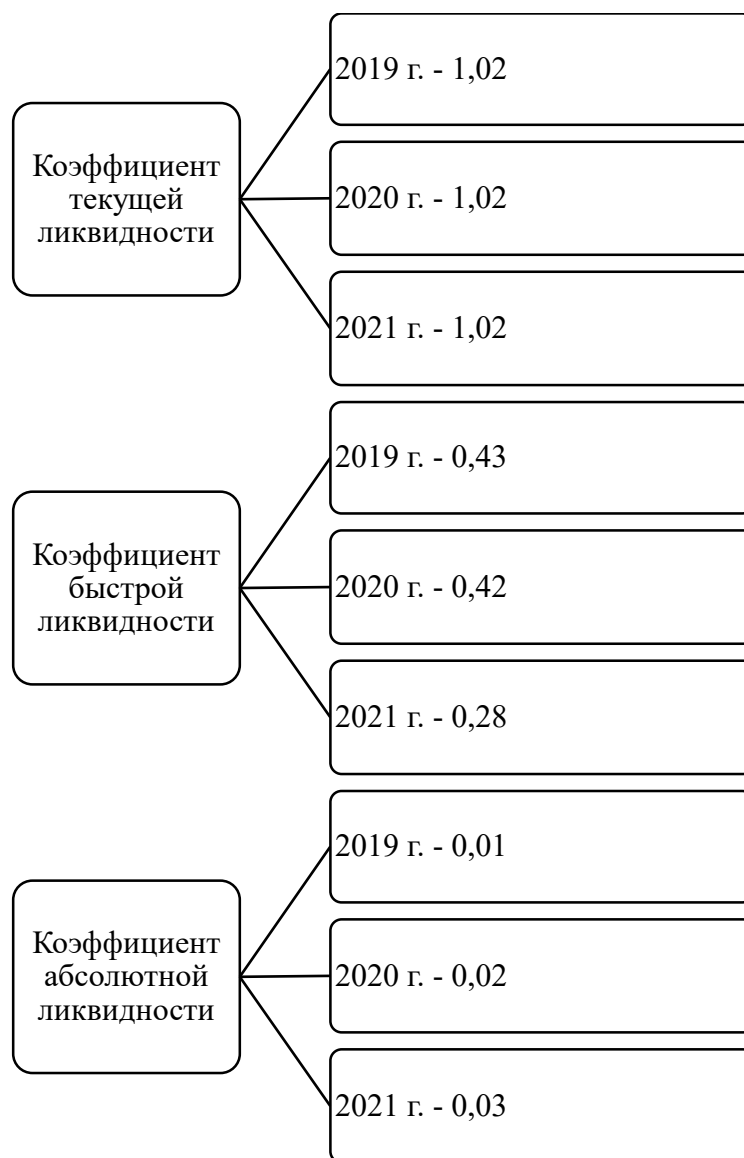 Коэффициент
текущей
ликвидности
2019 г. - 1,02
2020 г. - 1,02
2021 г. - 1,02
Коэффициент
быстрой
ликвидности
2019 г. - 0,43
2020 г. - 0,42
2021 г. - 0,28
Коэффициент
абсолютной
ликвидности
2019 г. - 0,01
2020 г. - 0,02
2021 г. - 0,03